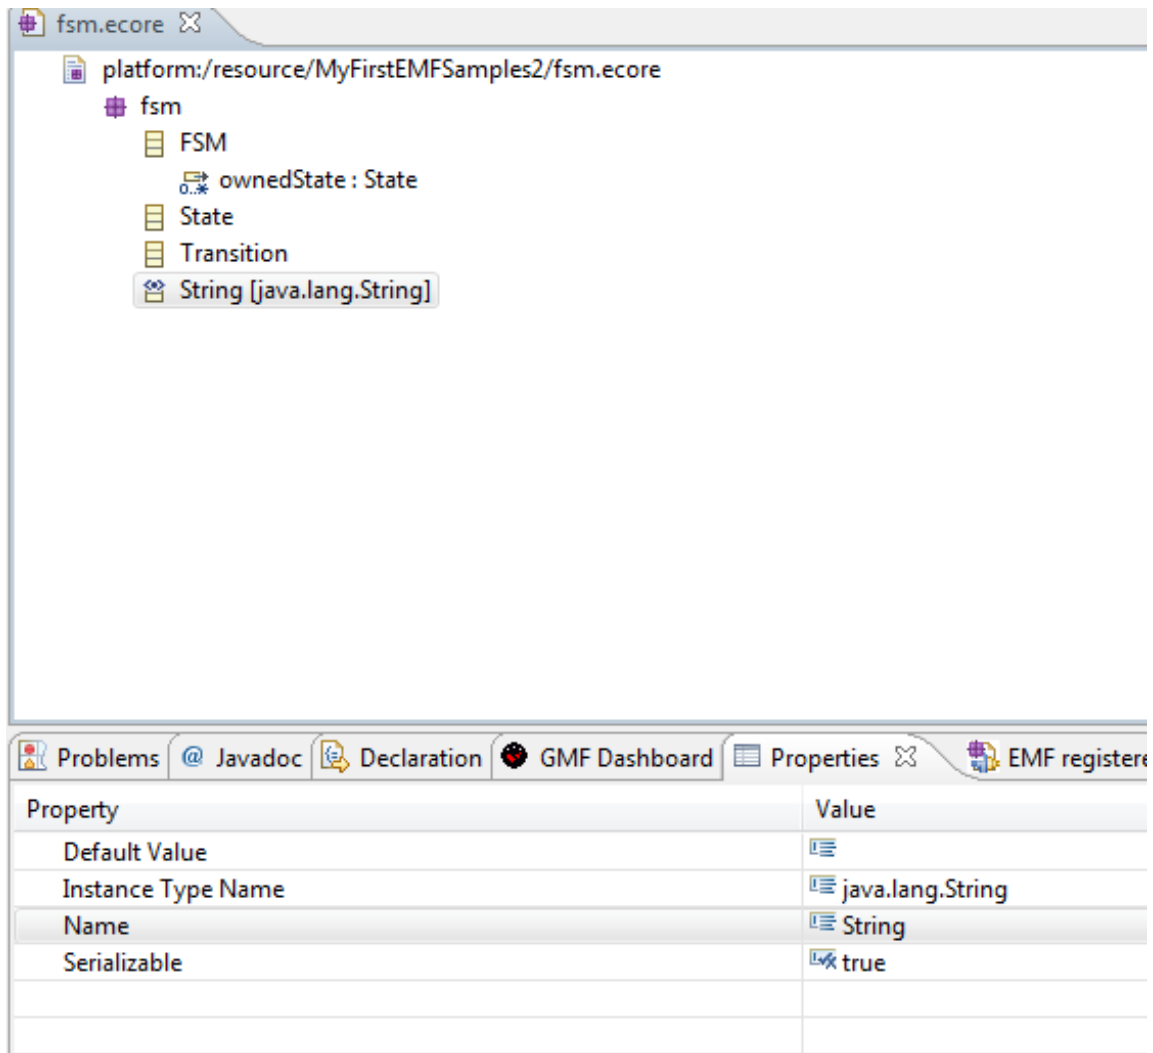 fsm.ecore
platform:/resource/MyFirstEMFSamples2/fsm.ecore
fsm
FSM
0..* ownedState : State
State
Transition
String [java.lang.String]
Problems @ Javadoc Declaration GMF Dashboard Properties EMF registere
Property Value
Default Value
Instance Type Name java.lang.String
Name String
Serializable true